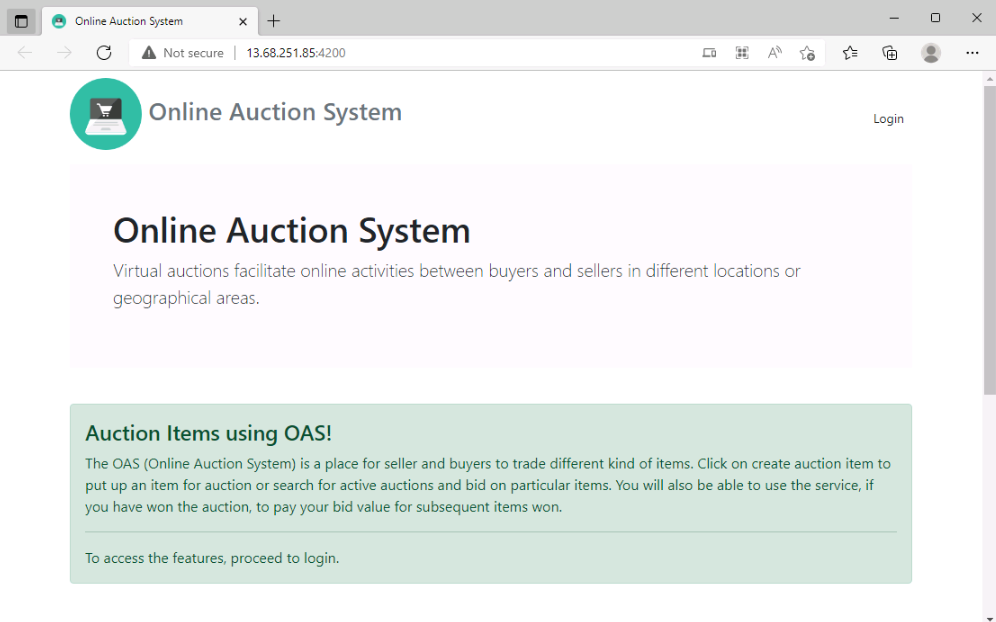 Online Auction System
Not secure | 13.68.251.85:4200
Online Auction System
Login
Online Auction System
Virtual auctions facilitate online activities between buyers and sellers in different locations or
geographical areas.
Auction Items using OAS!
The OAS (Online Auction System) is a place for seller and buyers to trade different kind of items. Click on create auction item to
put up an item for auction or search for active auctions and bid on particular items. You will also be able to use the service, if
you have won the auction, to pay your bid value for subsequent items won.
To access the features, proceed to login.